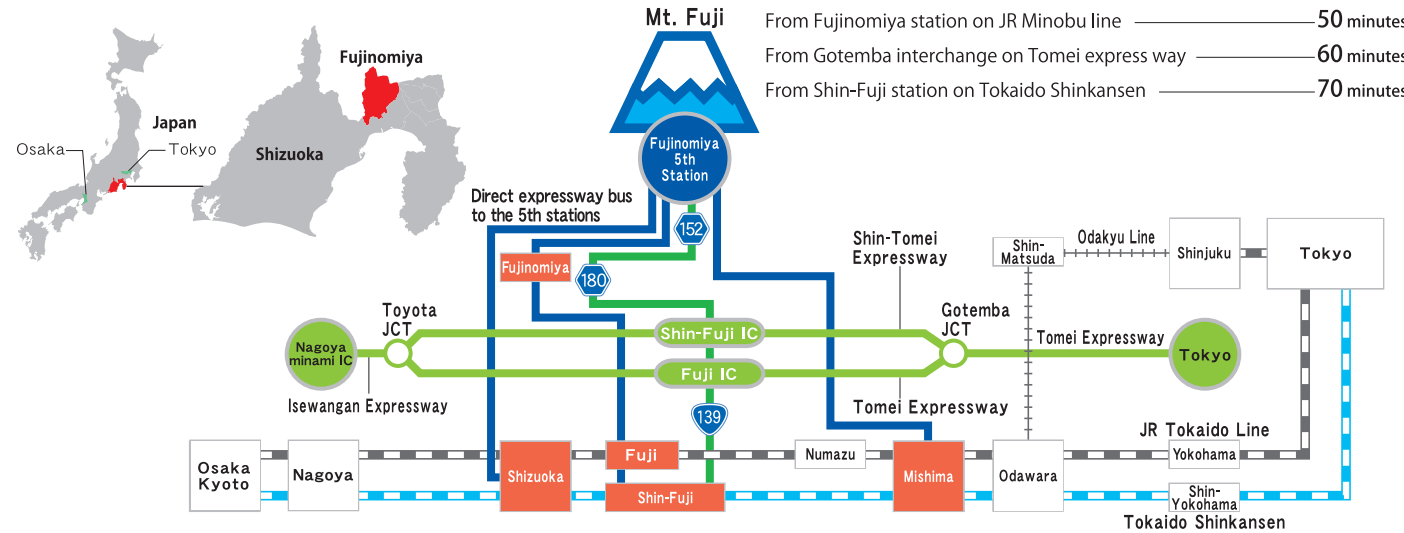 Mt. Fuji
From Fujinomiya station on JR Minobu line 50 minutes
From Gotemba interchange on Tomei express way 60 minutes
From Shin-Fuji station on Tokaido Shinkansen 70 minutes
Fujinomiya
Japan
Osaka
Tokyo
Shizuoka
Fujinomiya
5th
Station
Direct expressway bus
to the 5th stations
152
Fujinomiya
180
Shin-Tomei
Expressway
Shin-
Matsuda
Odakyu Line
Shinjuku
Tokyo
Toyota
JCT
Gotemba
JCT
Nagoya
minami IC
Shin-Fuji IC
Fuji IC
Tomei Expressway
Tokyo
Isewangan Expressway
139
Tomei Expressway
JR Tokaido Line
Osaka
Kyoto
Nagoya
Shizuoka
Fuji
Shin-Fuji
Numazu
Mishima
Odawara
Yokohama
Shin-
Yokohama
Tokaido Shinkansen